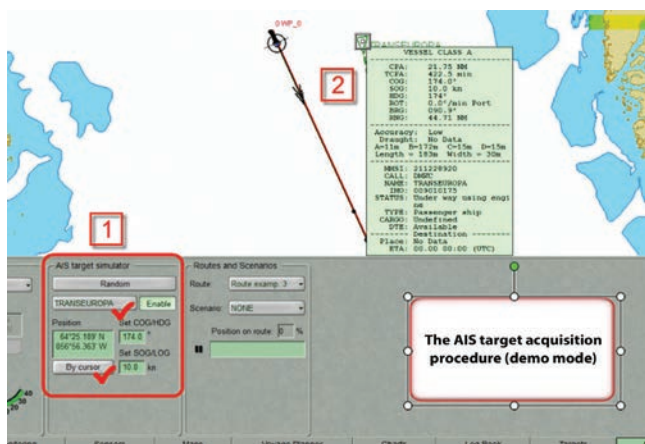 OWP_0
TRANSEUROPA
VESSEL CLASS A
CPA: 21.75 NM
TCPA: 422.5 min
COG: 174.0°
SOG: 10.0 kn
HDG: 174°
ROT: 0.0°/min Port
BRG: 090.9°
RNG: 44.71 NM
Accuracy: Low
Draught: No Data
A=11m B=172m C=15m D=15m
Length = 183m Width = 30m
MMSI: 211228920
NAME: TRANSEUROPA
IMO: 009010175
STATUS: Under way using engi
ne
TYPE: Passenger ship
CARGO: Undefined
DTE: Available
Destination
Place: No Data
ETA: 00.00 00:00 (UTC)
2
1
AIS target simulator
Random
TRANSEUROPA
Enable
Position
Set COG/HDG
64°25.189' N
056°56.363' W
174.0 °
Set SOG/LOG
By cursor
10.0 kn
Routes and Scenarios
Route: Route examp. 3
Scenario: NONE
Position on route 0 %
The AIS target acquisition
procedure (demo mode)
40
30
20